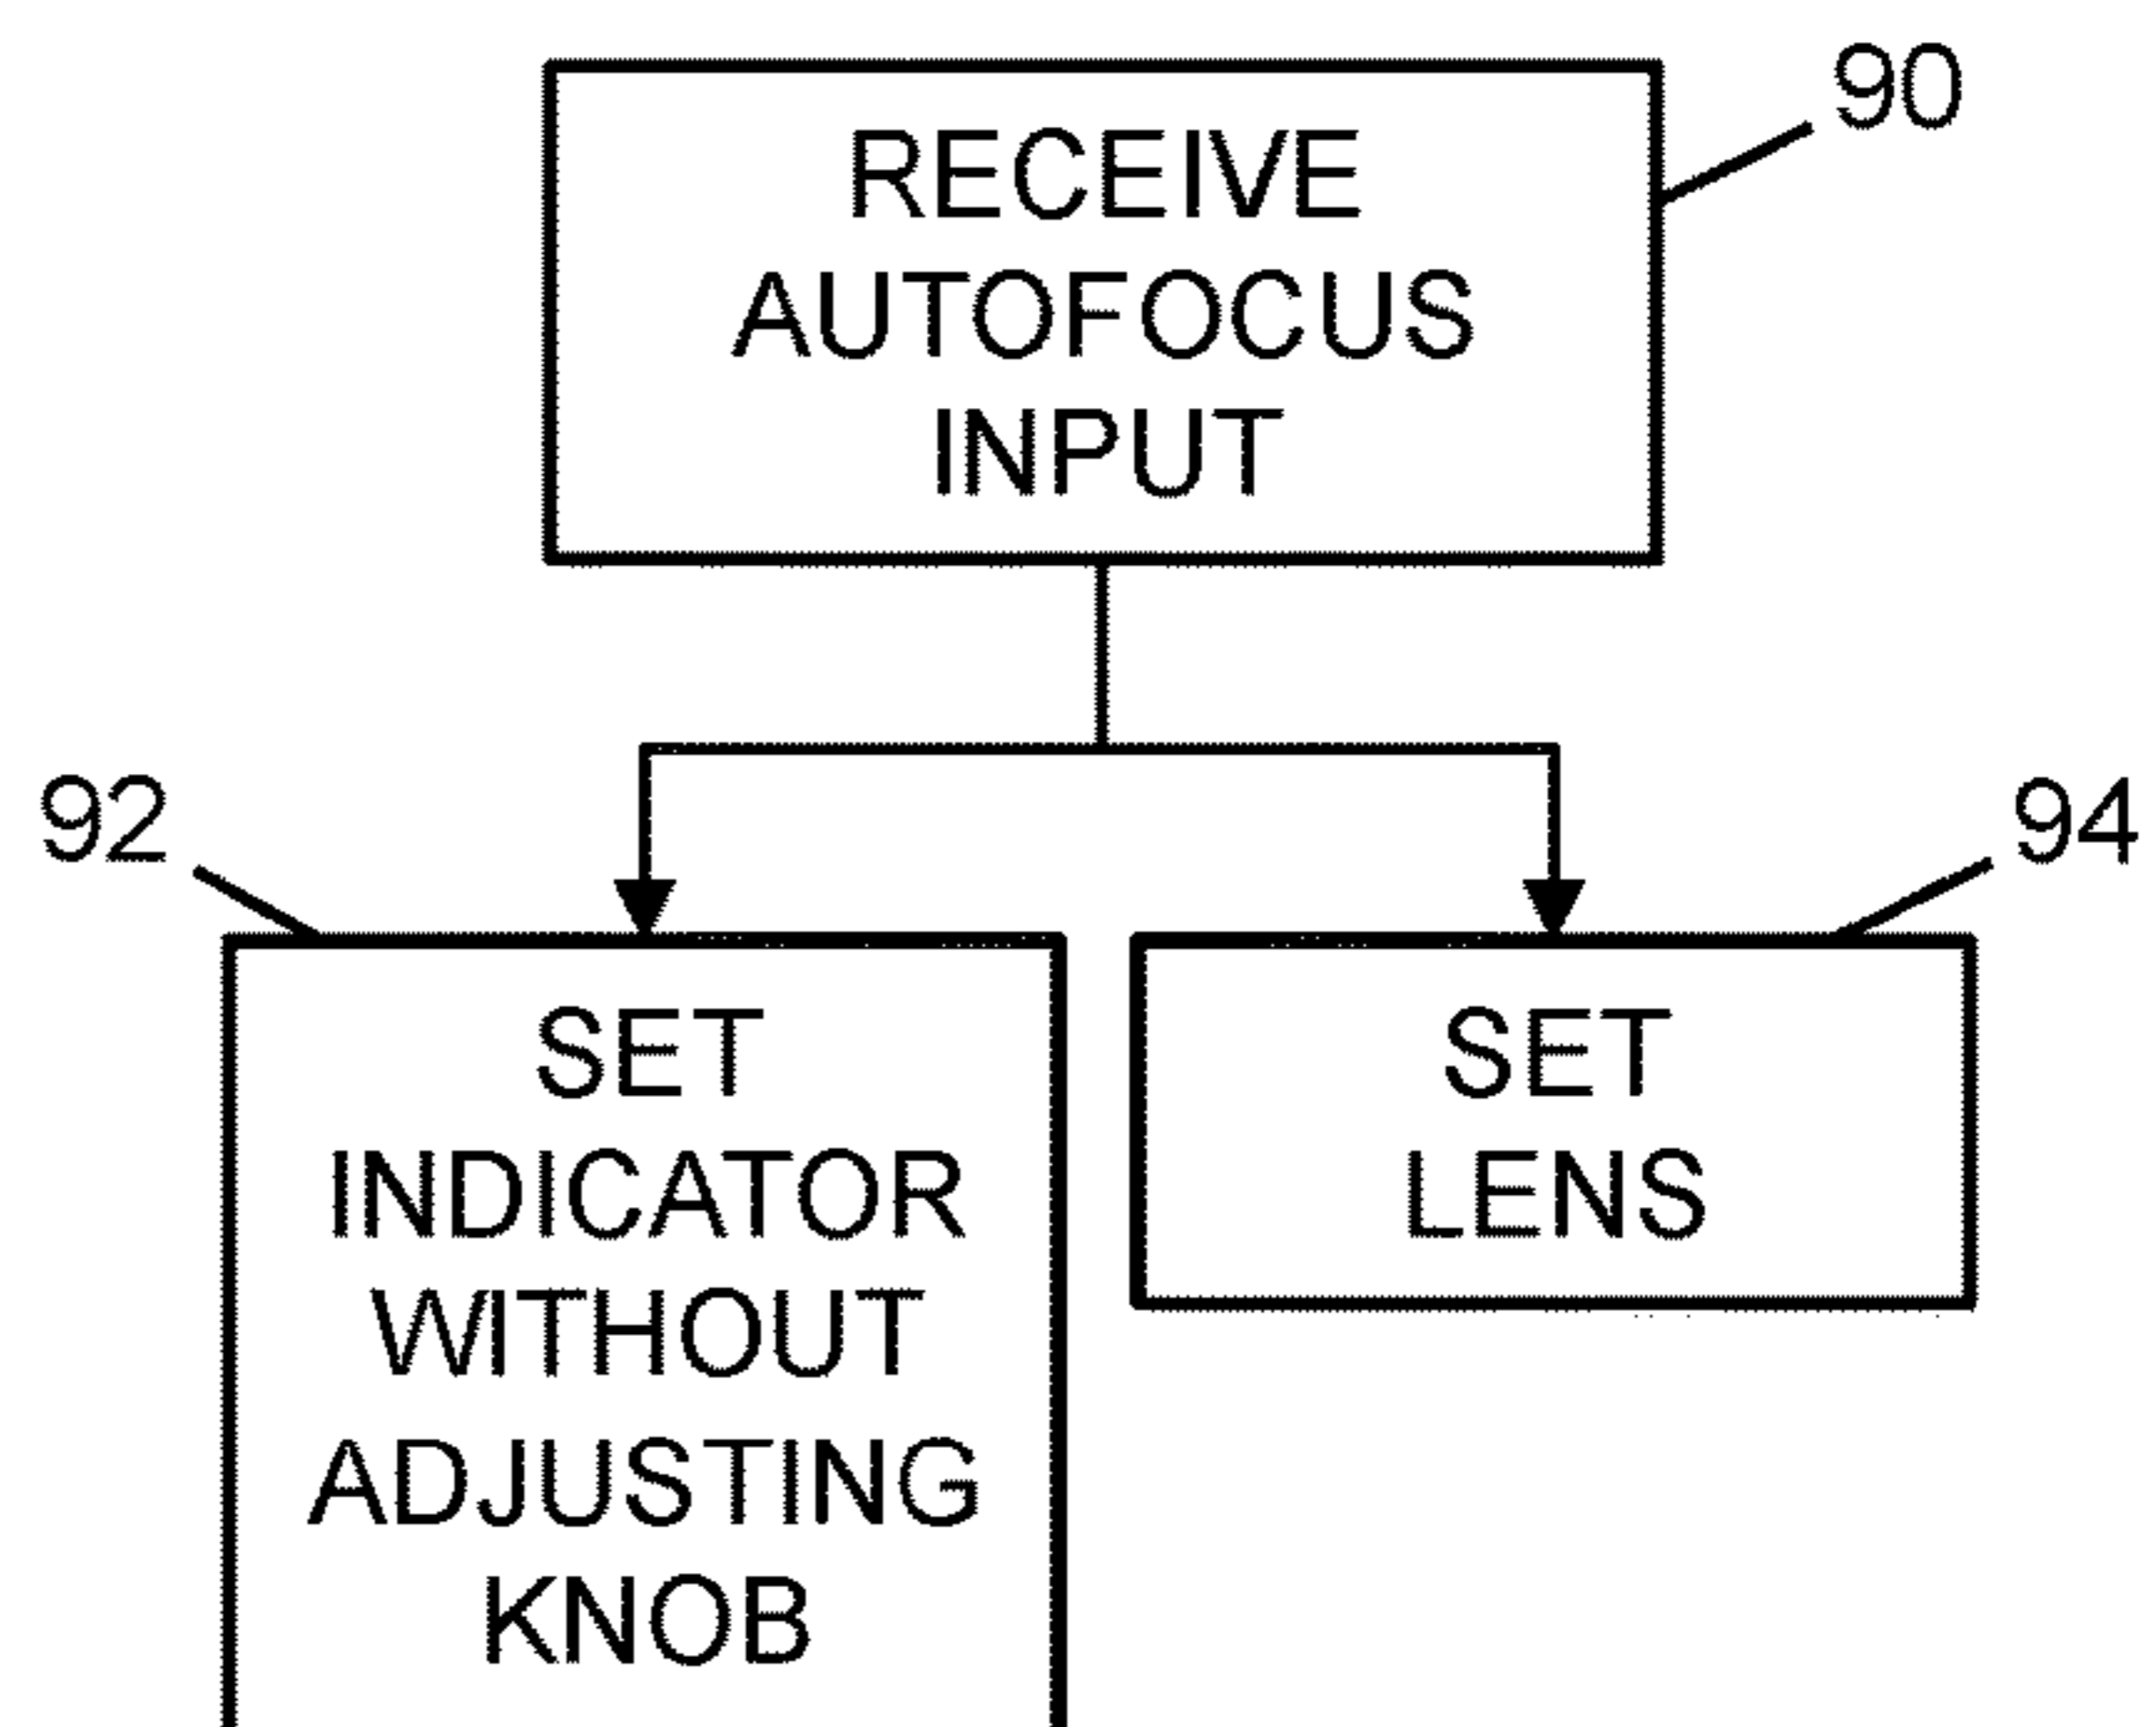 90
RECEIVE
AUTOFOCUS
INPUT
92
94
SET
INDICATOR
WITHOUT
ADJUSTING
KNOB
SET
LENS